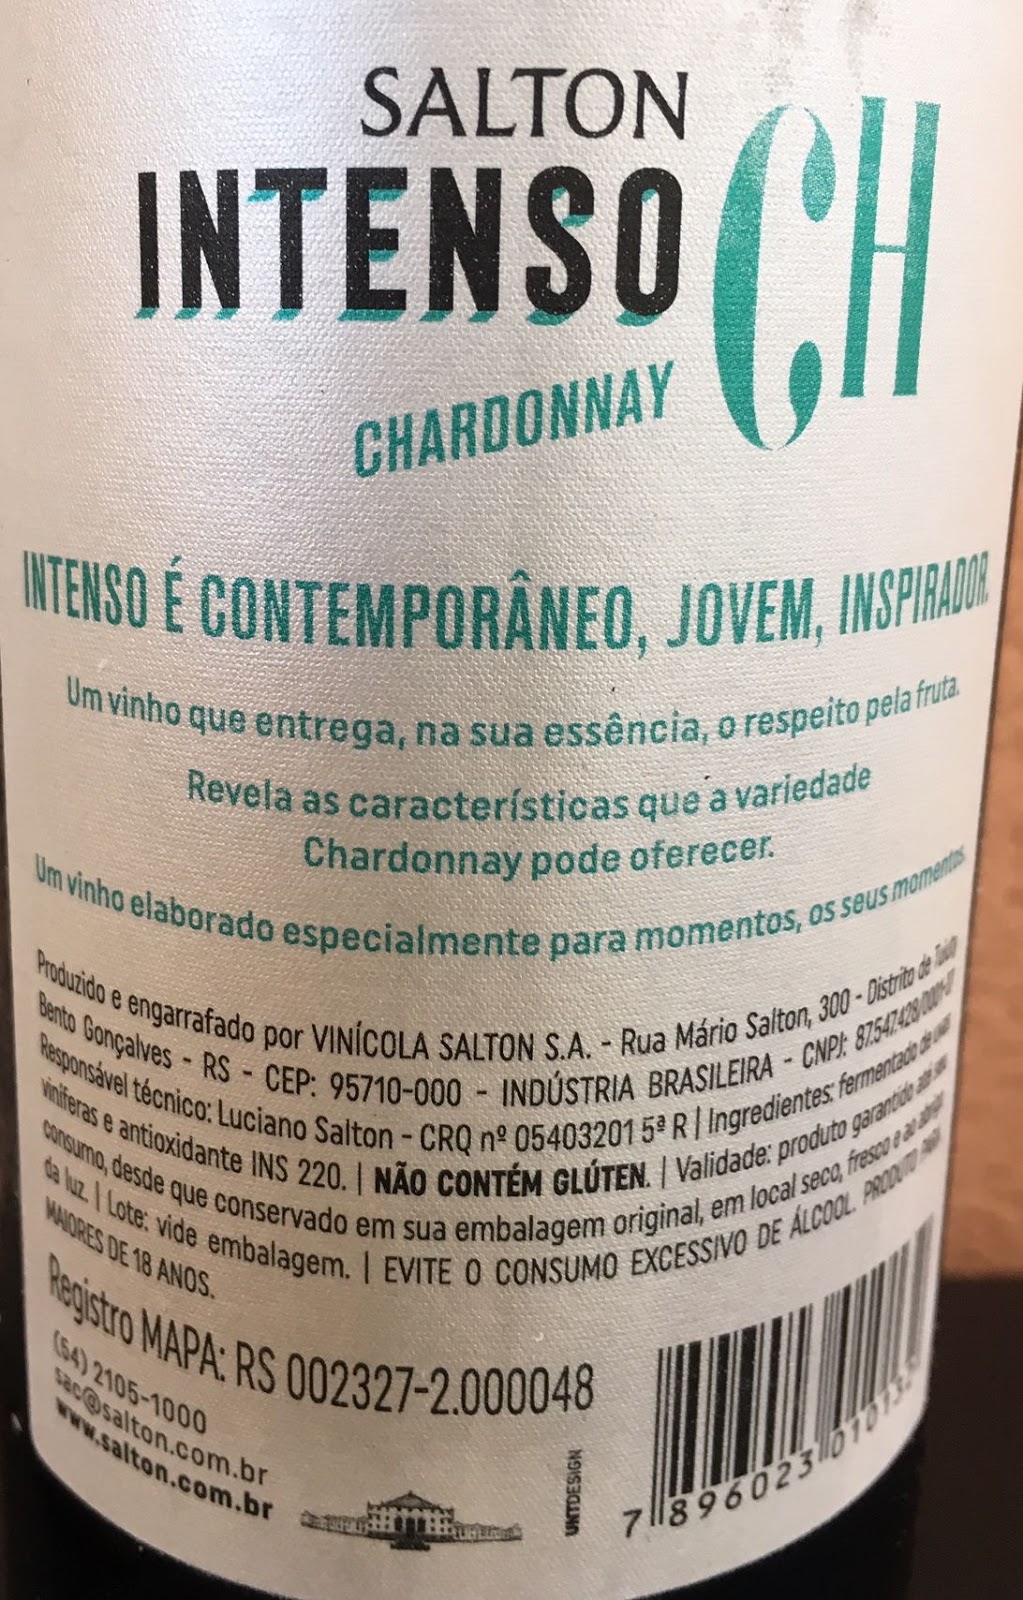 SALTON
INTENSO
CH
CHARDONNAY
INTENSO É CONTEMPORÂNEO, JOVEM, INSPIRADOR.
Um vinho que entrega, na sua essência, o respeito pela fruta.
Revela as características que a variedade
Chardonnay pode oferecer.
Um vinho elaborado especialmente para momentos, os seus momentos.
Produzido e engarrafado por VINÍCOLA SALTON S.A. - Rua Mário Salton, 300 - Distrito de Tuiuty
Bento Gonçalves - RS - CEP: 95710-000 - INDÚSTRIA BRASILEIRA - CNPJ: 87.547.428/0001-37
Responsável técnico: Luciano Salton - CRQ nº 05403201 5ª R | Ingredientes: fermentado de uvas
viníferas e antioxidante INS 220. | NÃO CONTÉM GLÚTEN. | Validade: produto garantido até seu
consumo, desde que conservado em sua embalagem original, em local seco, fresco e ao abrigo
da luz. | Lote: vide embalagem. | EVITE O CONSUMO EXCESSIVO DE ÁLCOOL. PRODUTO PARA
MAIORES DE 18 ANOS.
Registro MAPA: RS 002327-2.000048
(54) 2105-1000
sac@salton.com.br
www.salton.com.br
UNTDESIGN
7 896023